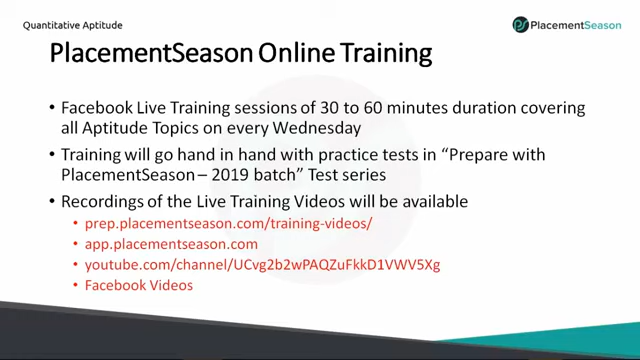 Quantitative Aptitude
PlacementSeason
PlacementSeason Online Training
• Facebook Live Training sessions of 30 to 60 minutes duration covering
all Aptitude Topics on every Wednesday
• Training will go hand in hand with practice tests in “Prepare with
PlacementSeason – 2019 batch” Test series
• Recordings of the Live Training Videos will be available
• prep.placementseason.com/training-videos/
• app.placementseason.com
• youtube.com/channel/UCvg2b2wPAQZuFkkD1VWV5Xg
• Facebook Videos